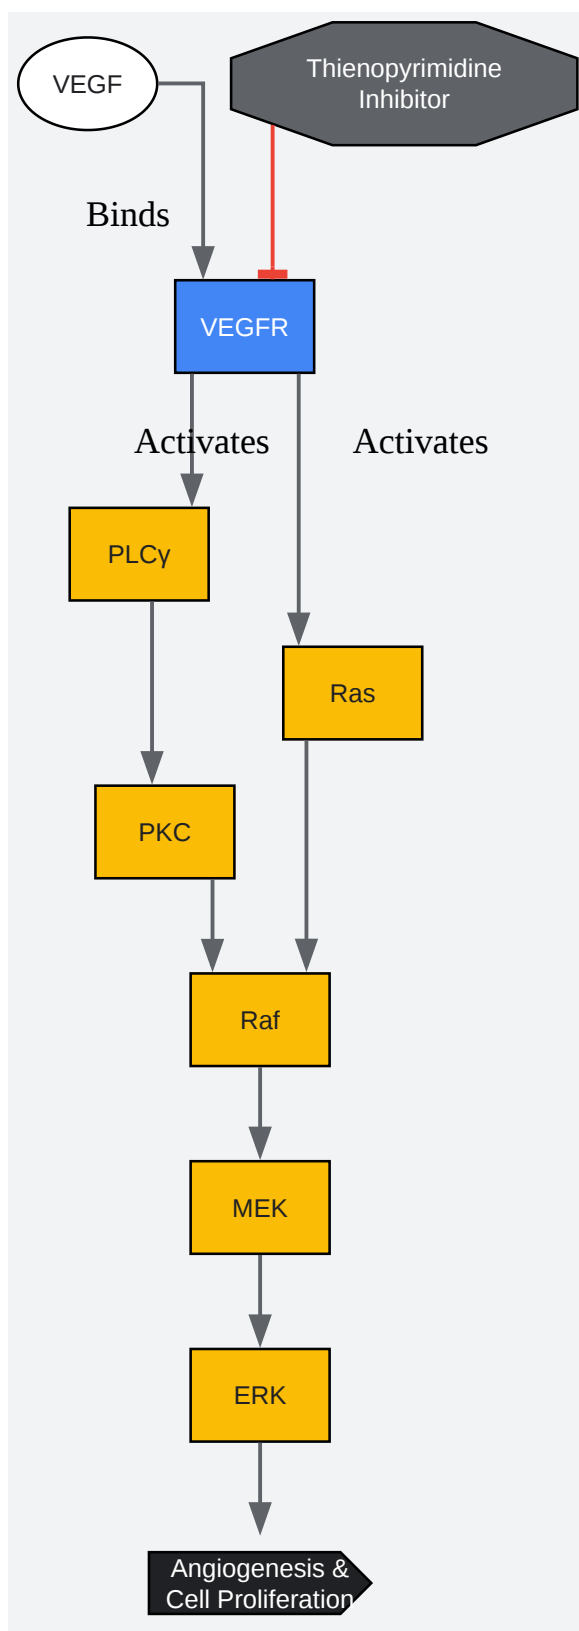 VEGF
Thienopyrimidine
Inhibitor
Binds
VEGFR
Activates
Activates
PLCγ
Ras
PKC
Raf
MEK
ERK
Angiogenesis &
Cell Proliferation